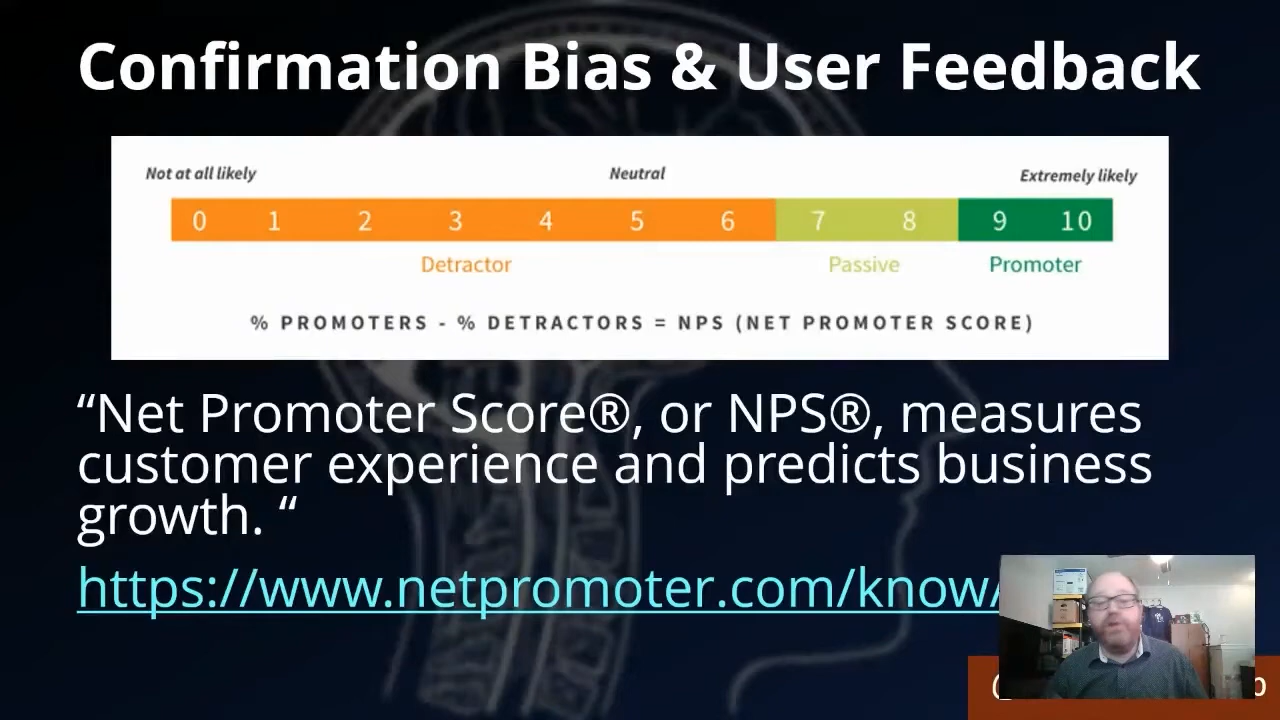 Confirmation Bias & User Feedback
Not at all likely Neutral Extremely likely
0 1 2 3 4 5 6 7 8 9 10
Detractor Passive Promoter
% PROMOTERS - % DETRACTORS = NPS (NET PROMOTER SCORE)
“Net Promoter Score®, or NPS®, measures
customer experience and predicts business
growth. “
https://www.netpromoter.com/know/